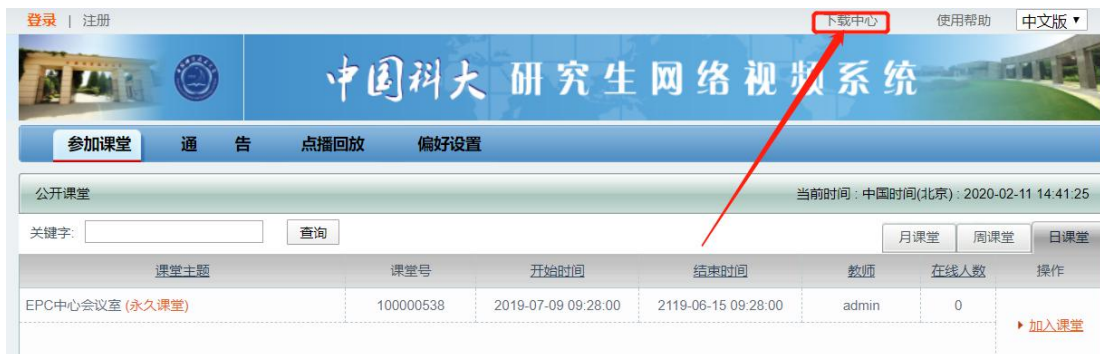 登录 | 注册 下载中心 使用帮助 中文版▼
中国科大 研究生网络视频系统
参加课堂 通 告 点播回放 偏好设置
公开课堂 当前时间 : 中国时间(北京) : 2020-02-11 14:41:25
关键字: 查询 月课堂 周课堂 日课堂
课堂主题 课堂号 开始时间 结束时间 教师 在线人数 操作
EPC中心会议室 (永久课堂) 100000538 2019-07-09 09:28:00 2119-06-15 09:28:00 admin 0
加入课堂